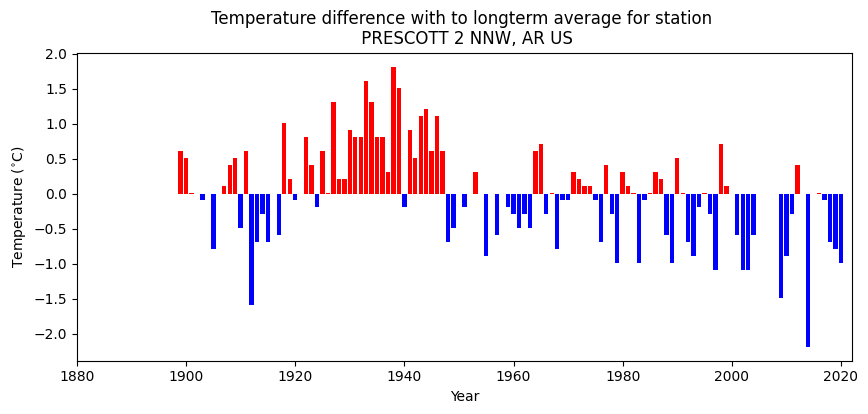 Temperature difference with to longterm average for station
PRESCOTT 2 NNW, AR US
2.0
1.5
1.0
0.5
0.0
−0.5
−1.0
−1.5
−2.0
Temperature (°C)
1880 1900 1920 1940 1960 1980 2000 2020
Year